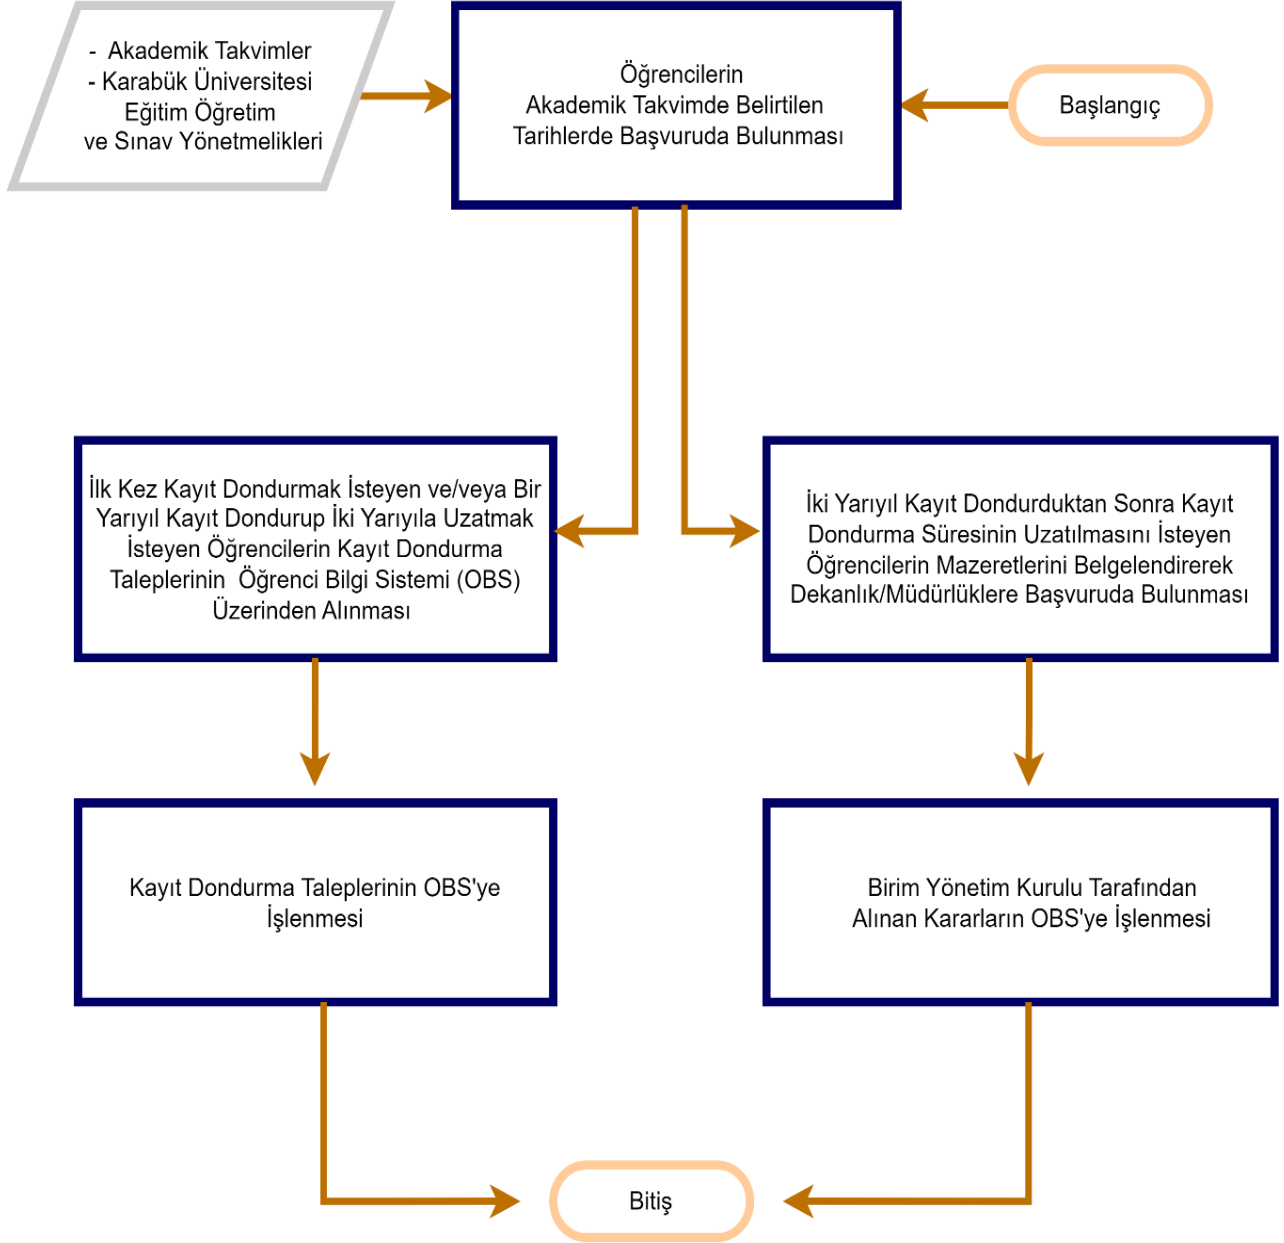 - Akademik Takvimler
- Karabük Üniversitesi
Eğitim Öğretim
ve Sınav Yönetmelikleri
Öğrencilerin
Akademik Takvimde Belirtilen
Tarihlerde Başvuruda Bulunması
Başlangıç
İlk Kez Kayıt Dondurmak İsteyen ve/veya Bir
Yarıyıl Kayıt Dondurup İki Yarıyıla Uzatmak
İsteyen Öğrencilerin Kayıt Dondurma
Taleplerinin Öğrenci Bilgi Sistemi (OBS)
Üzerinden Alınması
İki Yarıyıl Kayıt Dondurduktan Sonra Kayıt
Dondurma Süresinin Uzatılmasını İsteyen
Öğrencilerin Mazeretlerini Belgelendirerek
Dekanlık/Müdürlüklere Başvuruda Bulunması
Kayıt Dondurma Taleplerinin OBS'ye
İşlenmesi
Birim Yönetim Kurulu Tarafından
Alınan Kararların OBS'ye İşlenmesi
Bitiş